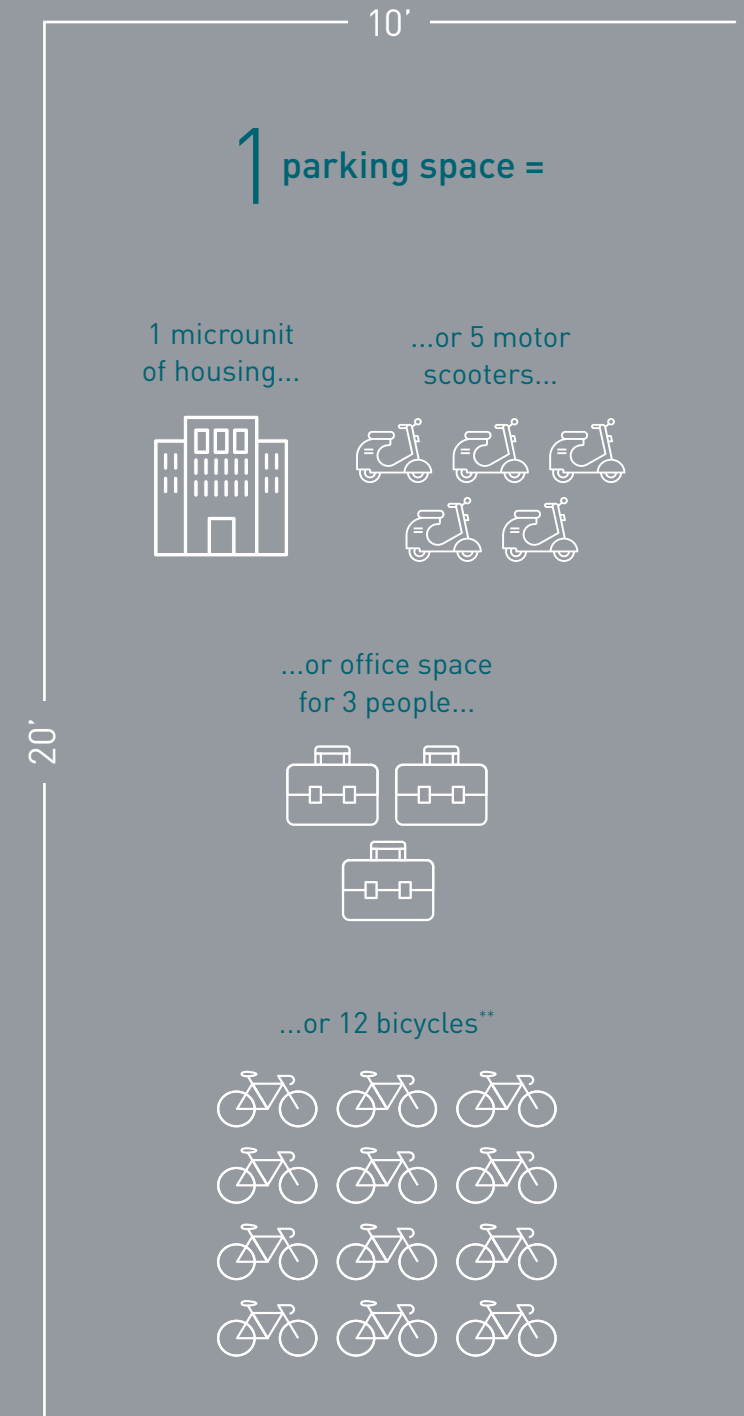 10’
1 parking space =
1 microunit
of housing...
...or 5 motor
scooters...
...or office space
for 3 people...
20’
...or 12 bicycles**